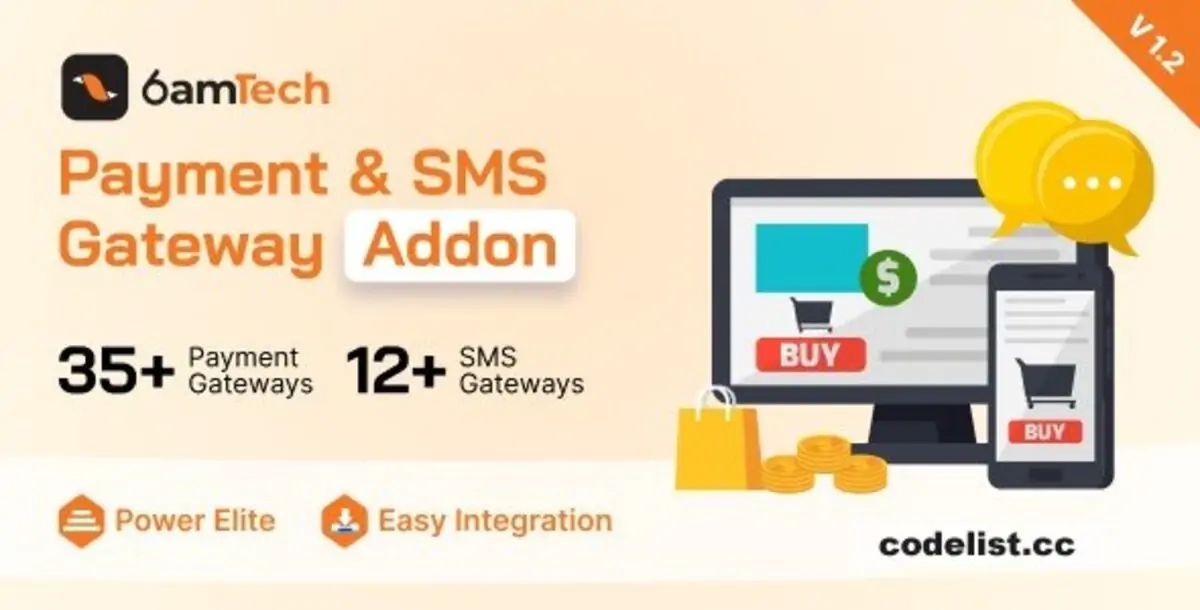 V 1.2
6amTech
Payment & SMS
Gateway Addon
35+ Payment Gateways
12+ SMS Gateways
$
BUY
BUY
Power Elite
Easy Integration
codelist.cc